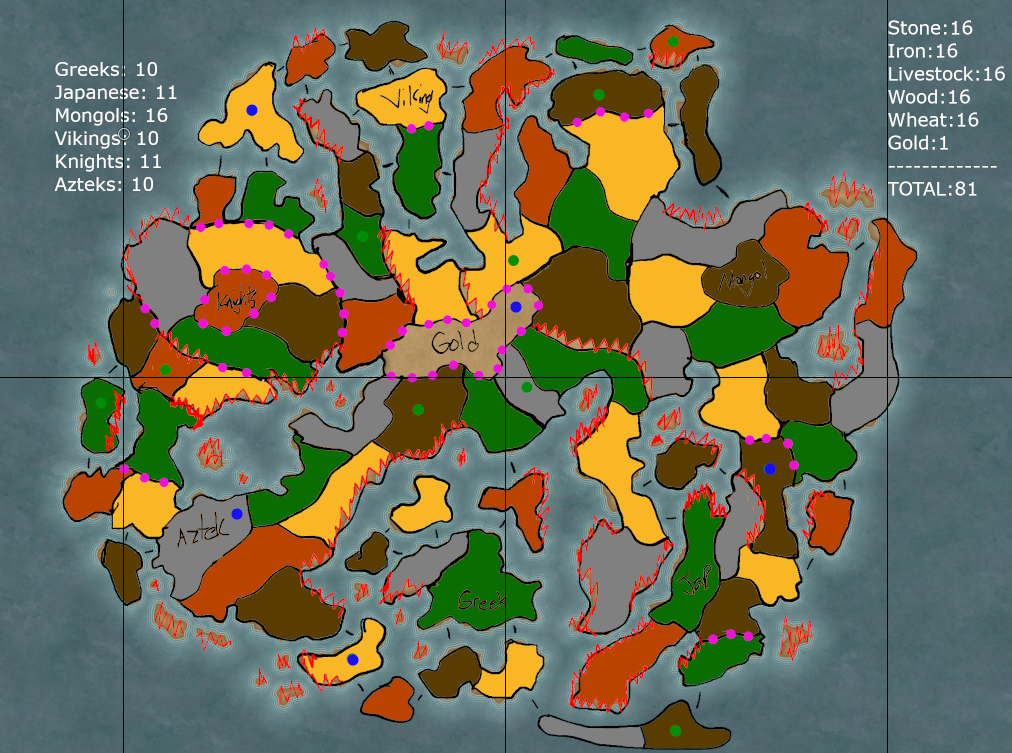 Greeks: 10
Japanese: 11
Mongols: 16
Vikings: 10
Knights: 11
Azteks: 10
Stone:16
Iron:16
Livestock:16
Wood:16
Wheat:16
Gold:1
-------------
TOTAL:81
Viking
Mongol
Knights
Gold
Aztec
Jap
Greek